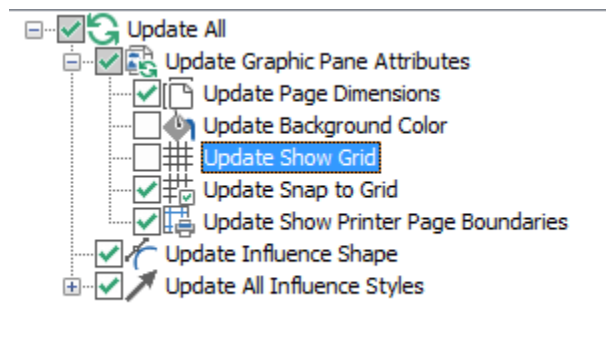 Update All
Update Graphic Pane Attributes
Update Page Dimensions
Update Background Color
Update Show Grid
Update Snap to Grid
Update Show Printer Page Boundaries
Update Influence Shape
Update All Influence Styles